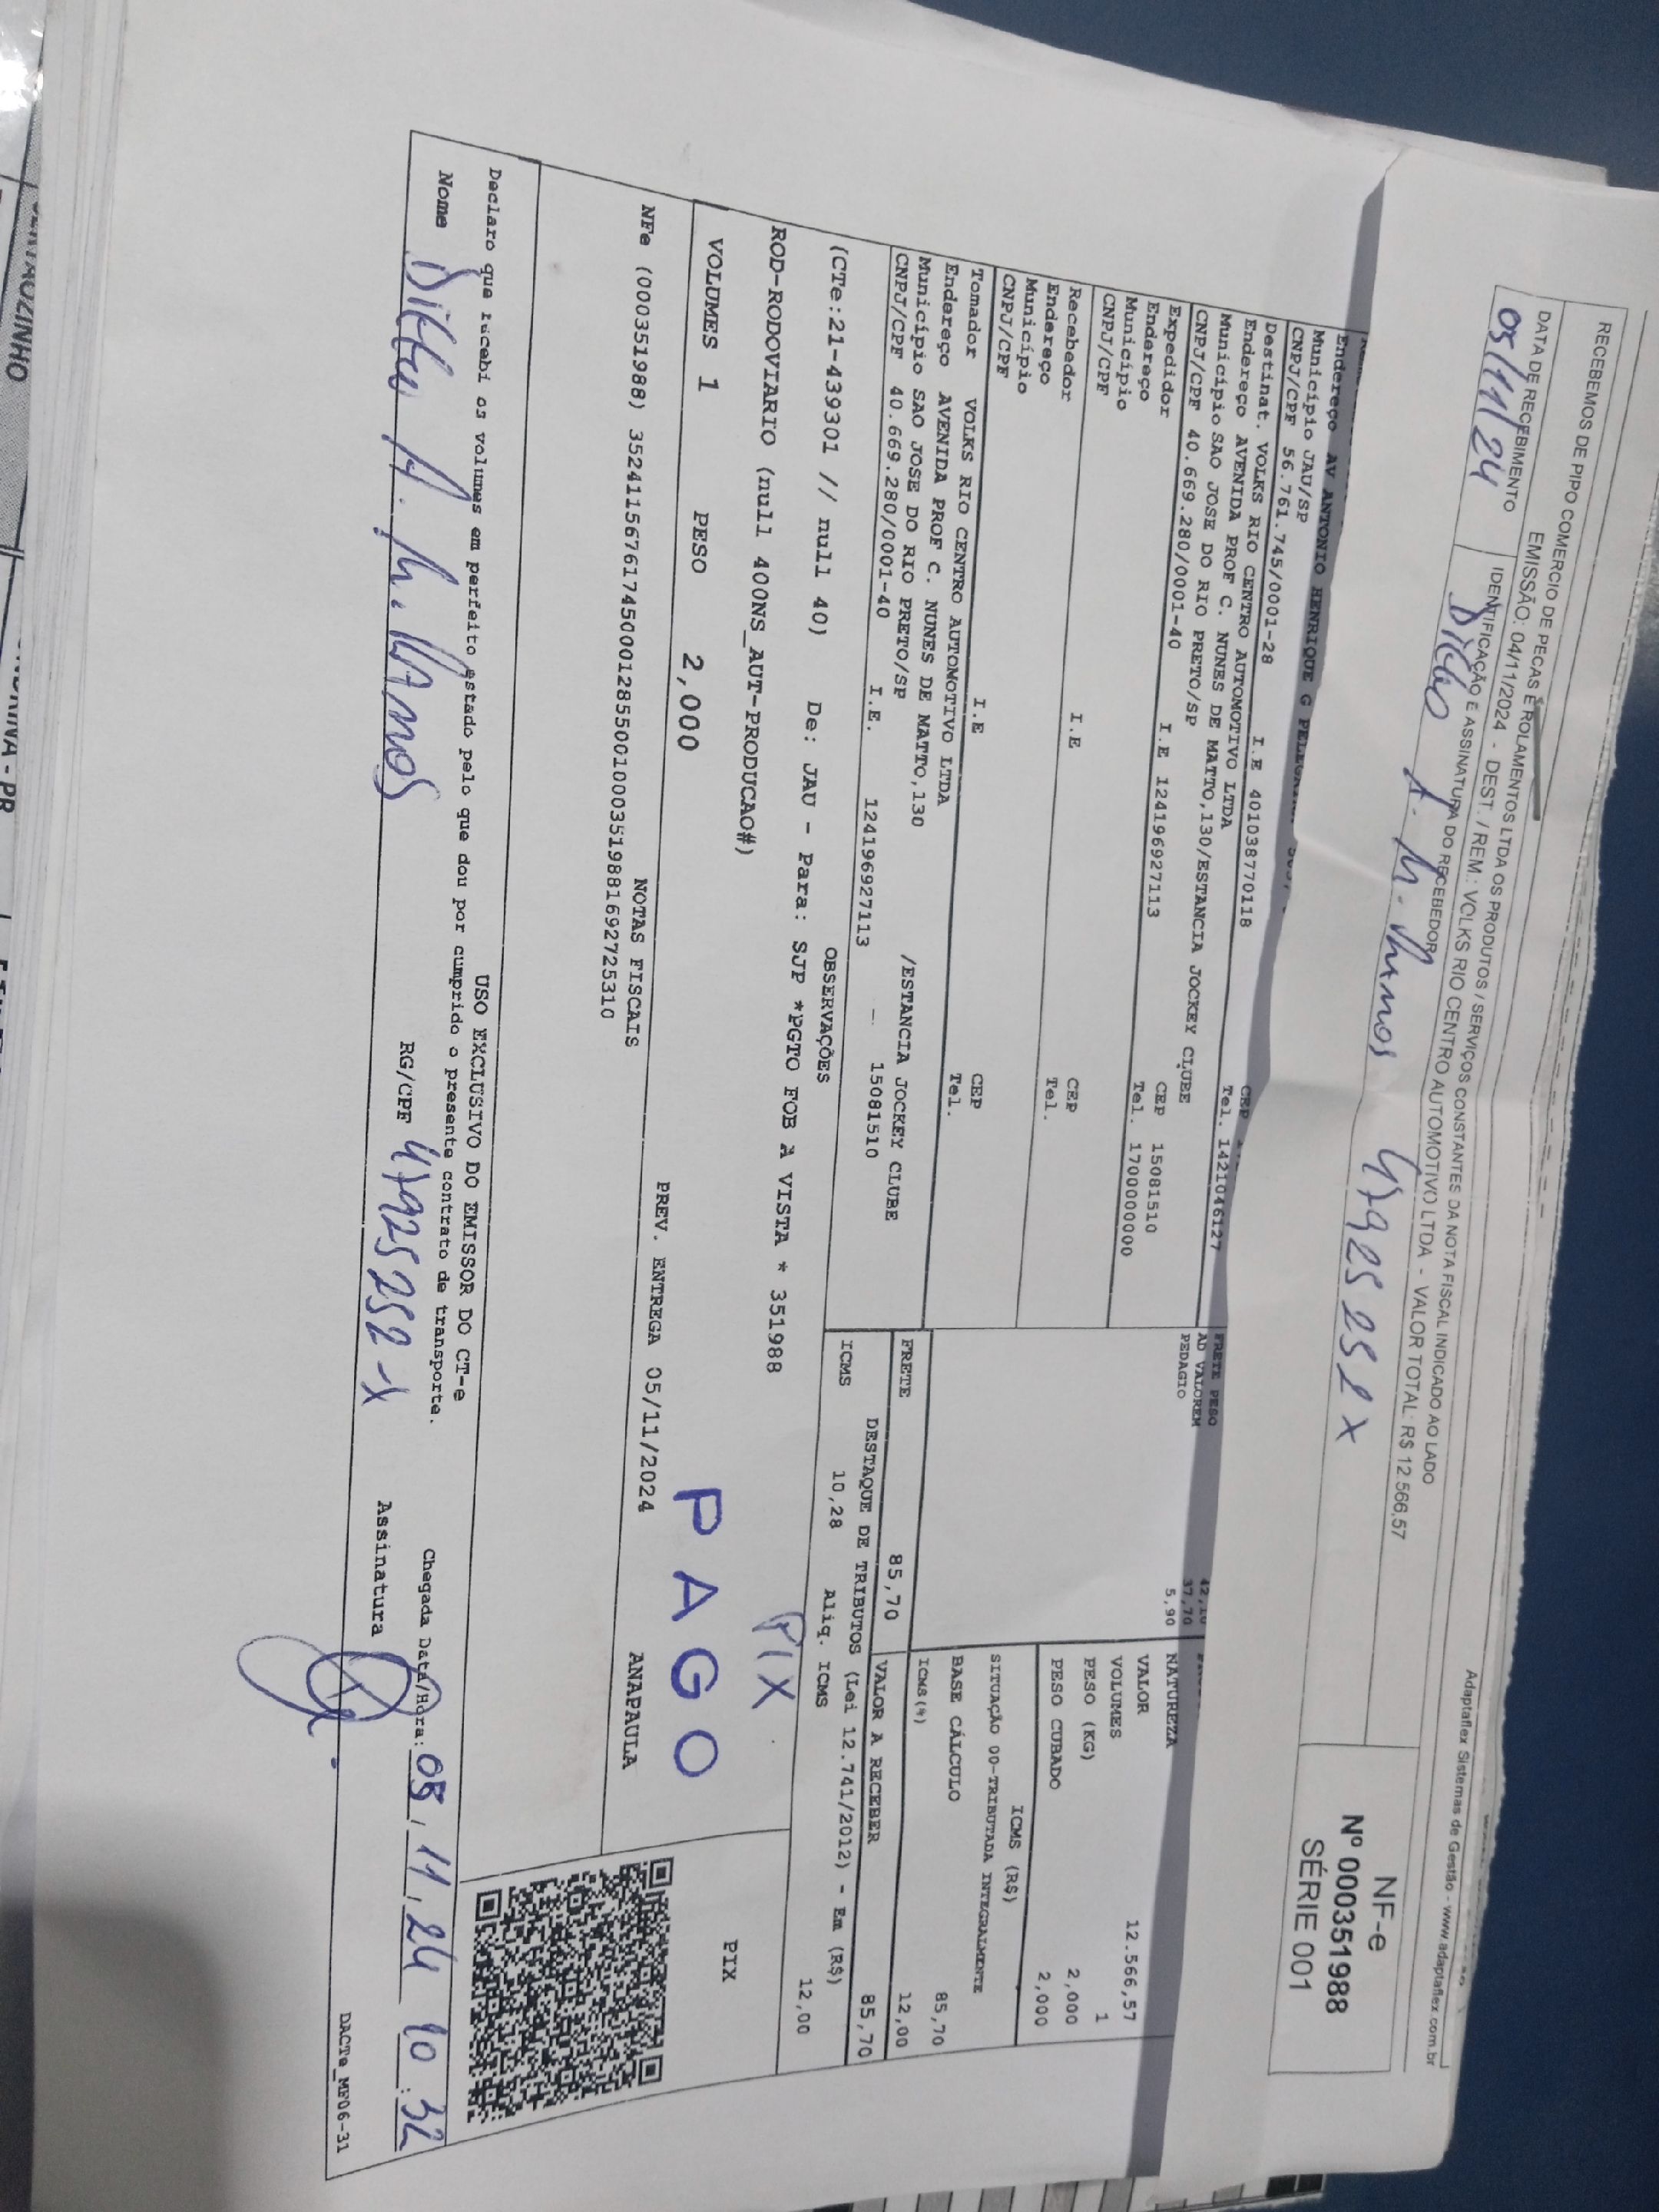 RECEBEMOS DE PIPO COMERCIO DE PECAS E ROLAMENTOS LTDA OS PRODUTOS / SERVIÇOS CONSTANTES DA NOTA FISCAL INDICADO AO LADO
EMISSÃO: 04/11/2024 - DEST. / REM.: VOLKS RIO CENTRO AUTOMOTIVO LTDA - VALOR TOTAL: R$ 12.566,57
DATA DE RECEBIMENTO
IDENTIFICAÇÃO E ASSINATURA DO RECEBEDOR
05/11/24
47925252 X
NF-e
Nº 000351988
SÉRIE 001
Adaptaflex Sistemas de Gestão - www.adaptaflex.com.br
Endereço AV ANTONIO HENRIQUE G
Município JAU/SP
CNPJ/CPF 56.761.745/0001-28 I.E 401038770118 CEP
Tel. 1421046127
Destinat. VOLKS RIO CENTRO AUTOMOTIVO LTDA
Endereço AVENIDA PROF C. NUNES DE MATTO,130/ESTANCIA JOCKEY CLUBE
Município SAO JOSE DO RIO PRETO/SP CEP 15081510
CNPJ/CPF 40.669.280/0001-40 I.E 124196927113 Tel. 1700000000
Expedidor
Endereço
Município CEP
CNPJ/CPF I.E Tel.
Recebedor
Endereço
Município CEP
CNPJ/CPF I.E Tel.
Tomador VOLKS RIO CENTRO AUTOMOTIVO LTDA
Endereço AVENIDA PROF C. NUNES DE MATTO,130 /ESTANCIA JOCKEY CLUBE
Município SAO JOSE DO RIO PRETO/SP 15081510
CNPJ/CPF 40.669.280/0001-40 I.E. 124196927113
FRETE PESO
AD VALOREM 37,70
PEDAGIO 5,90
FRETE 85,70
NATUREZA
VALOR 12.566,57
VOLUMES 1
PESO (KG) 2,000
PESO CUBADO 2,000
ICMS (R$)
SITUAÇÃO 00-TRIBUTADA INTEGRALMENTE
BASE CÁLCULO 85,70
ICMS(%) 12,00
VALOR A RECEBER 85,70
DESTAQUE DE TRIBUTOS (Lei 12.741/2012) - Em (R$)
ICMS 10,28 Aliq. ICMS 12,00
OBSERVAÇÕES
(CTe:21-439301 // null 40) De: JAU - Para: SJP *PGTO FOB A VISTA * 351988
ROD-RODOVIARIO (null 400NS_AUT-PRODUCAO#)
PIX
PIX
VOLUMES 1 PESO 2,000
PAGO
PREV. ENTREGA 05/11/2024 ANAPAULA
NOTAS FISCAIS
NFe (000351988) 35241156761745000128550010003519881692725310
USO EXCLUSIVO DO EMISSOR DO CT-e
Declaro que recebi os volumes em perfeito estado pelo que dou por cumprido o presente contrato de transporte.
Chegada Data/Hora: 05/11/24 10:32
Nome
RG/CPF 47925252-X
Assinatura
DACTe_MF06-31